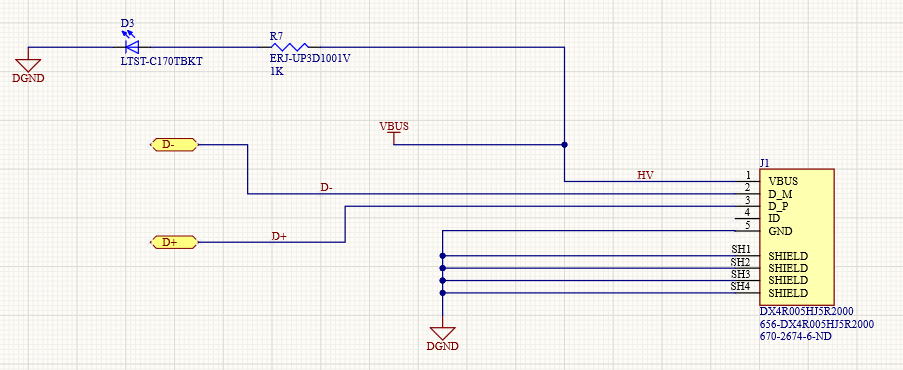 D3
LTST-C170TBKT
R7
ERJ-UP3D1001V
1K
DGND
VBUS
D-
D-
D+
D+
HV
J1
1 VBUS
2 D_M
3 D_P
4 ID
5 GND
SH1 SHIELD
SH2 SHIELD
SH3 SHIELD
SH4 SHIELD
DX4R005HJ5R2000
656-DX4R005HJ5R2000
670-2674-6-ND
DGND